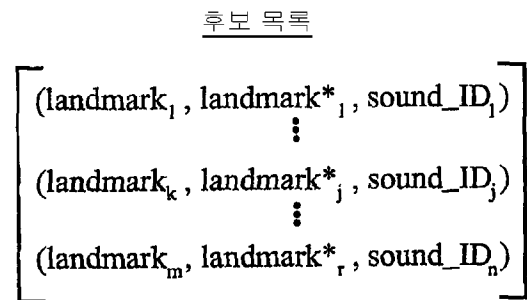 후보 목록
(landmark₁, landmark*₁, sound_ID₁)
⋮
(landmarkₖ, landmark*ⱼ, sound_IDⱼ)
⋮
(landmarkₘ, landmark*ᵣ, sound_IDₙ)